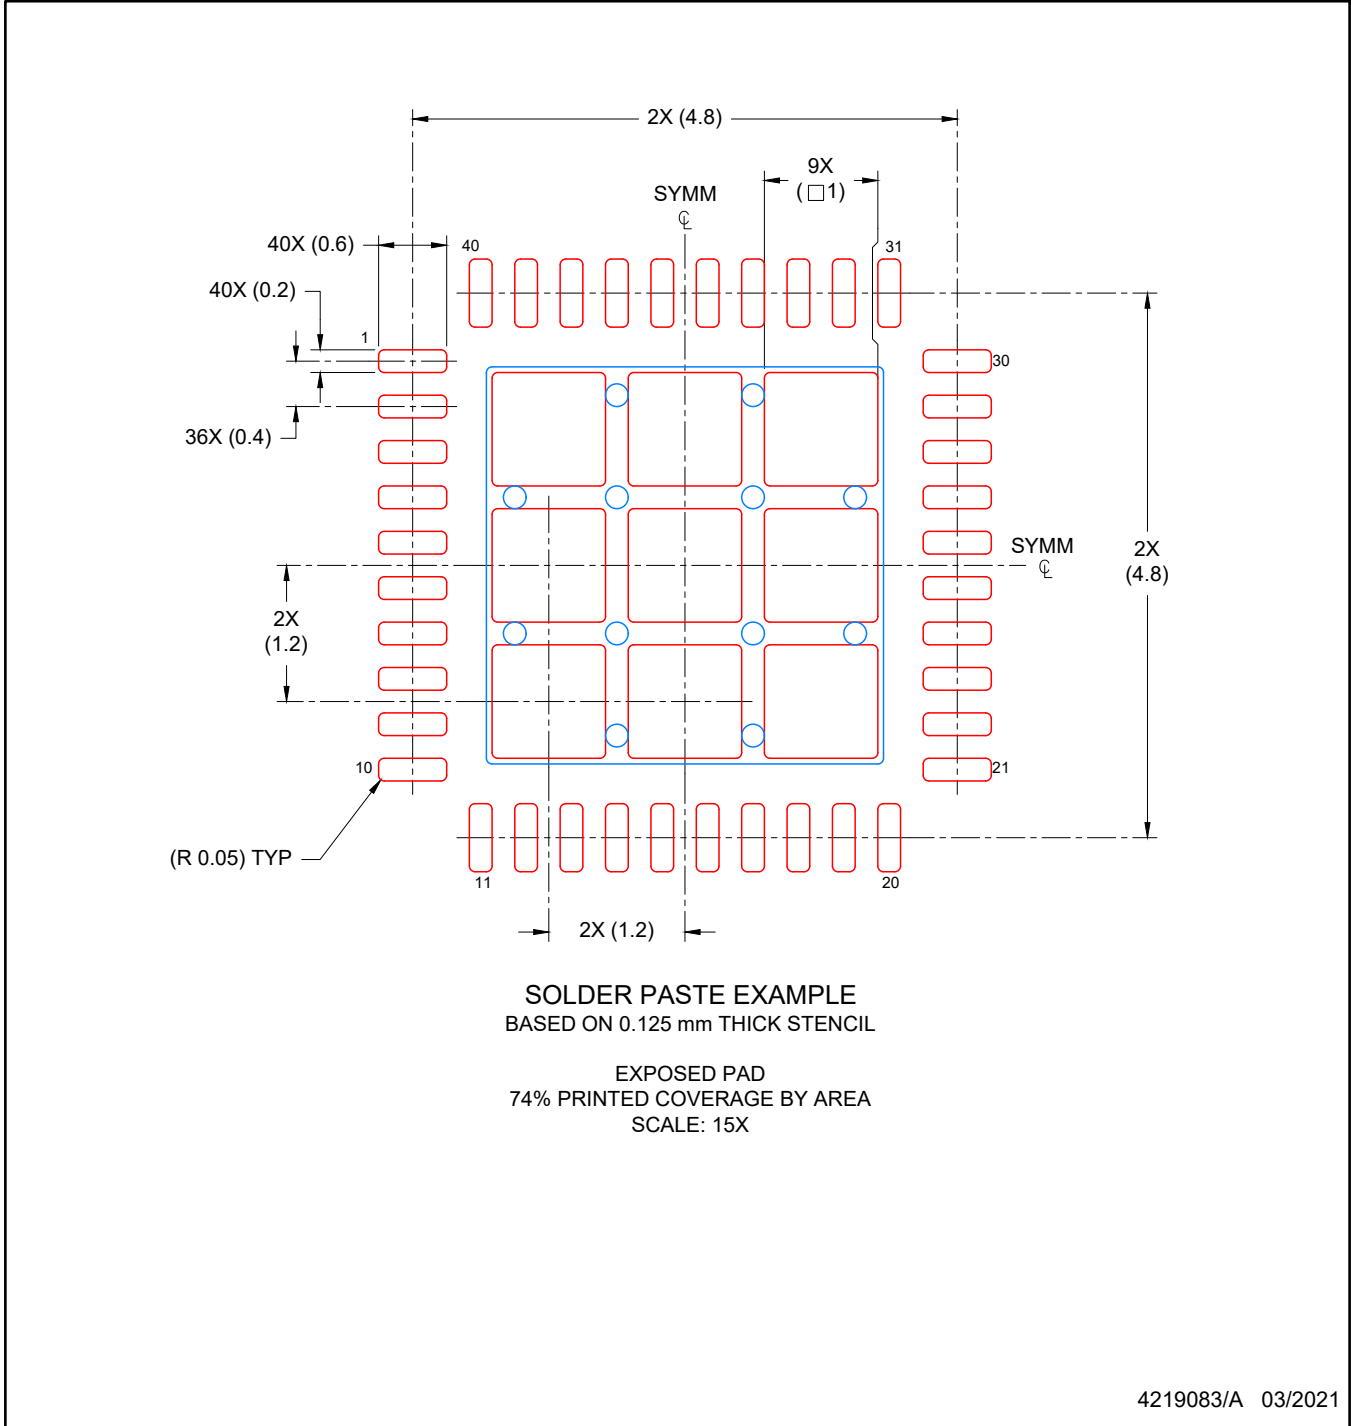 2X (4.8)
9X
(□1)
SYMM
℄
40X (0.6)
40
31
40X (0.2)
1
30
36X (0.4)
SYMM
℄
2X
(4.8)
2X
(1.2)
10
21
(R 0.05) TYP
11
20
2X (1.2)
SOLDER PASTE EXAMPLE
BASED ON 0.125 mm THICK STENCIL
EXPOSED PAD
74% PRINTED COVERAGE BY AREA
SCALE: 15X
4219083/A 03/2021